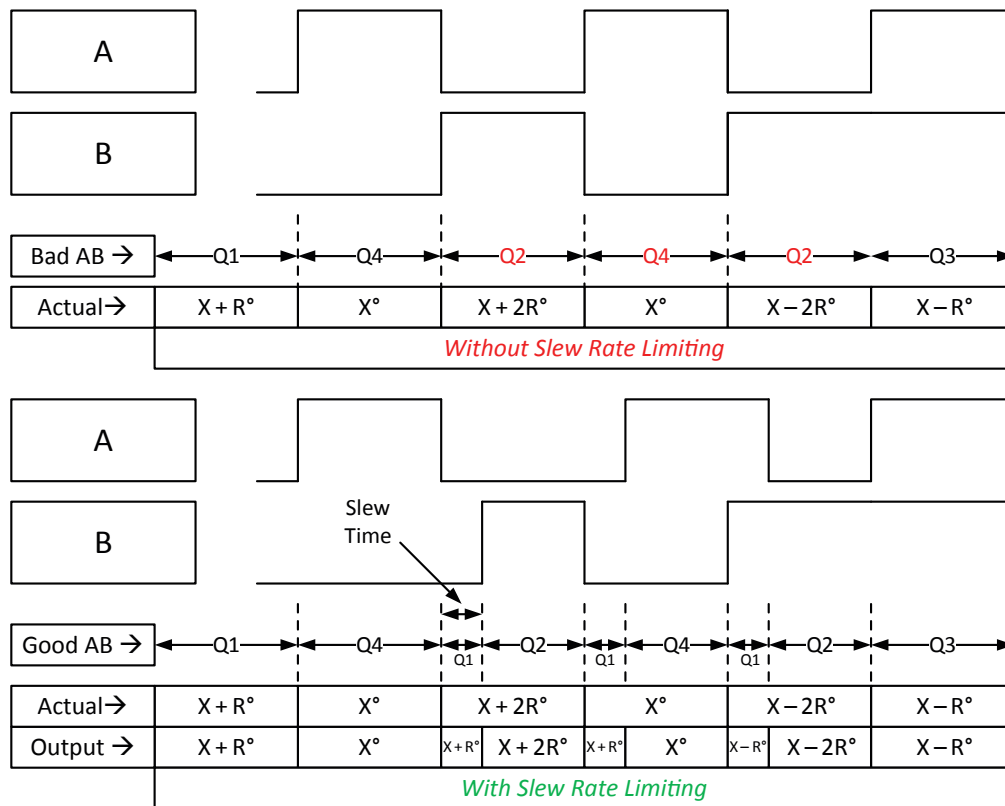 A
B
Bad AB → Q1 Q4 Q2 Q4 Q2 Q3
Actual→ X + R° X° X + 2R° X° X – 2R° X – R°
Without Slew Rate Limiting
A
Slew
Time
B
Good AB → Q1 Q4 Q1 Q2 Q1 Q4 Q1 Q2 Q3
Actual→ X + R° X° X + 2R° X° X – 2R° X – R°
Output → X + R° X° X + R° X + 2R° X + R° X° X – R° X – 2R° X – R°
With Slew Rate Limiting